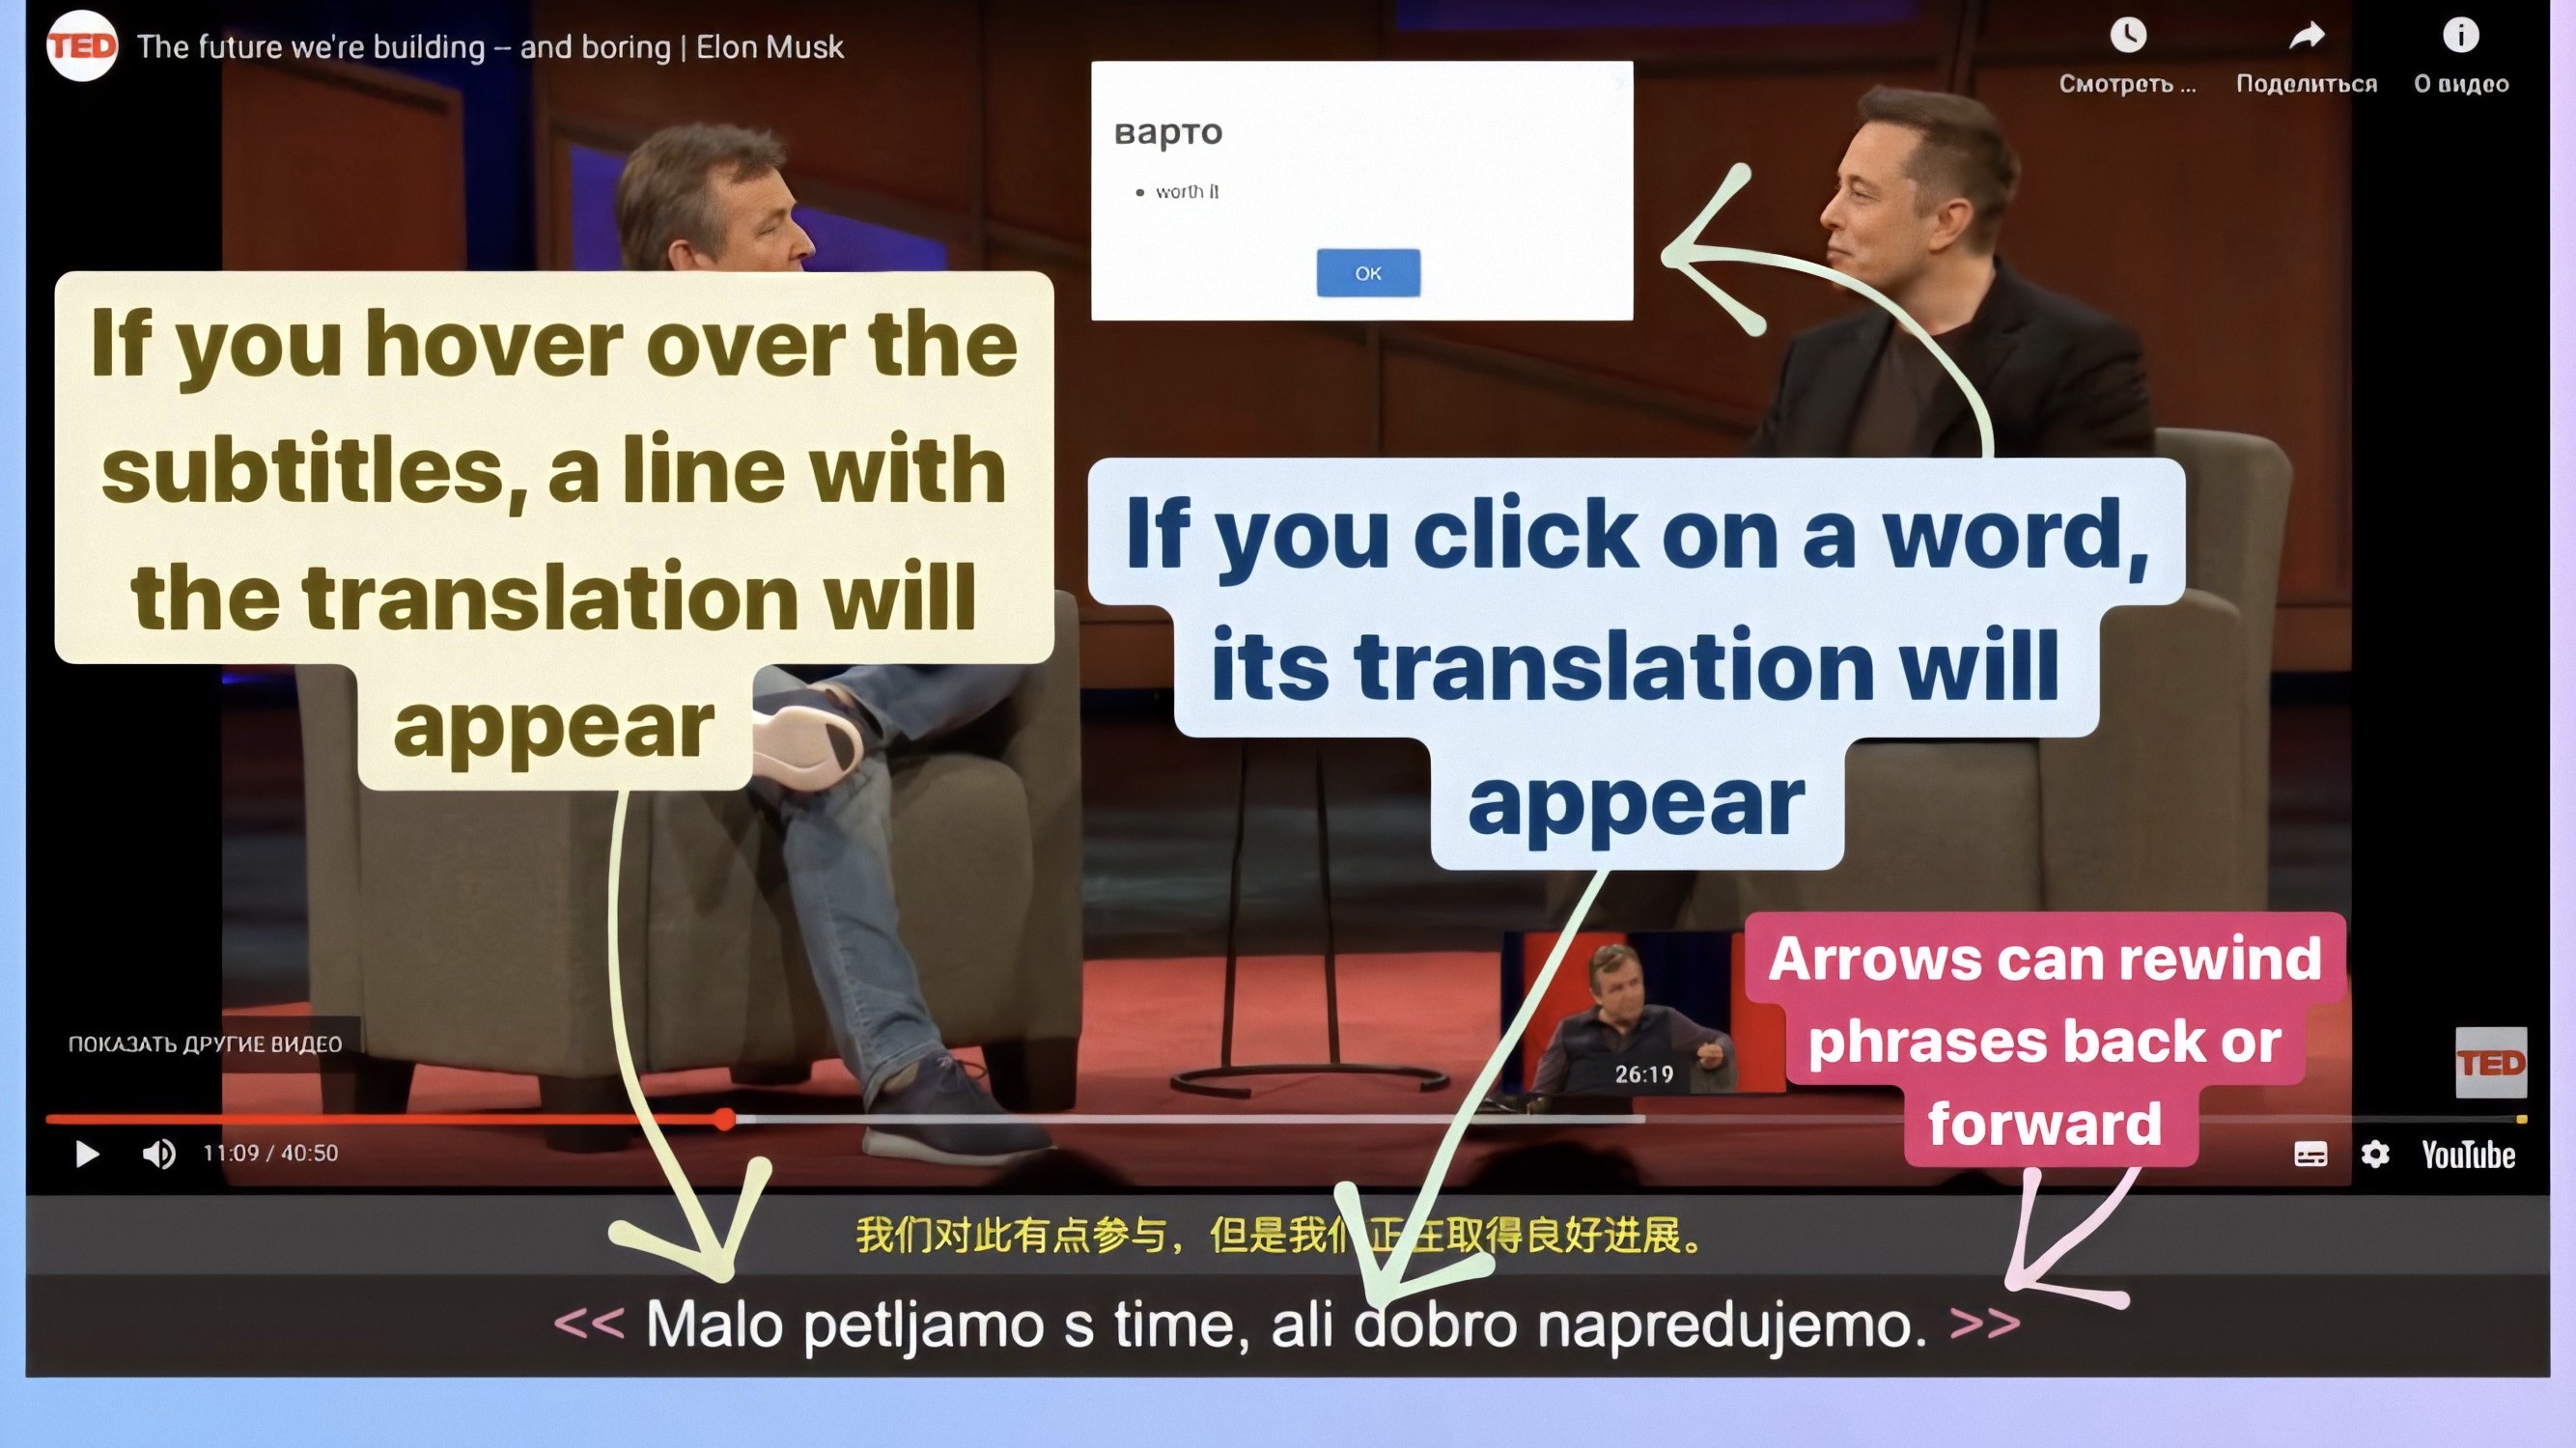 TED
The future we're building – and boring | Elon Musk
Смотреть ...
Поделиться
О видео
варто
• worth it
OK
If you hover over the
subtitles, a line with
the translation will
appear
If you click on a word,
its translation will
appear
Arrows can rewind
phrases back or
forward
ПОКАЗАТЬ ДРУГИЕ ВИДЕО
26:19
TED
11:09 / 40:50
YouTube
我们对此有点参与，但是我们正在取得良好进展。
<< Malo petljamo s time, ali dobro napredujemo. >>